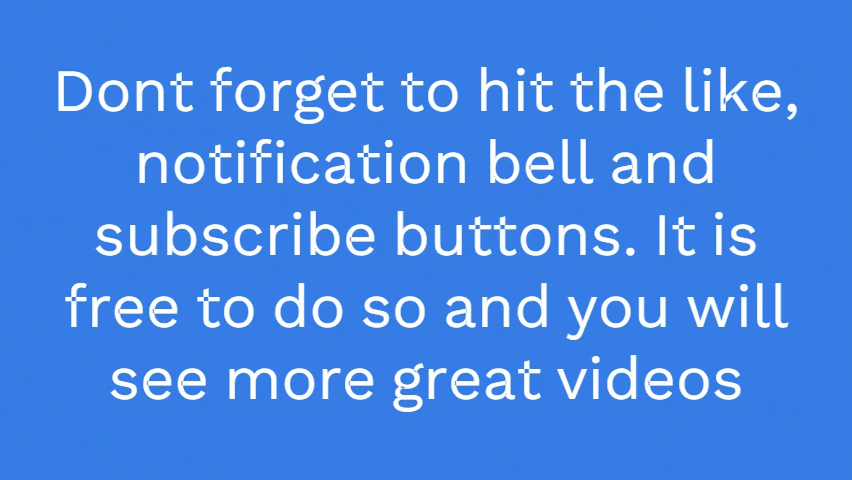 Dont forget to hit the like,
notification bell and
subscribe buttons. It is
free to do so and you will
see more great videos